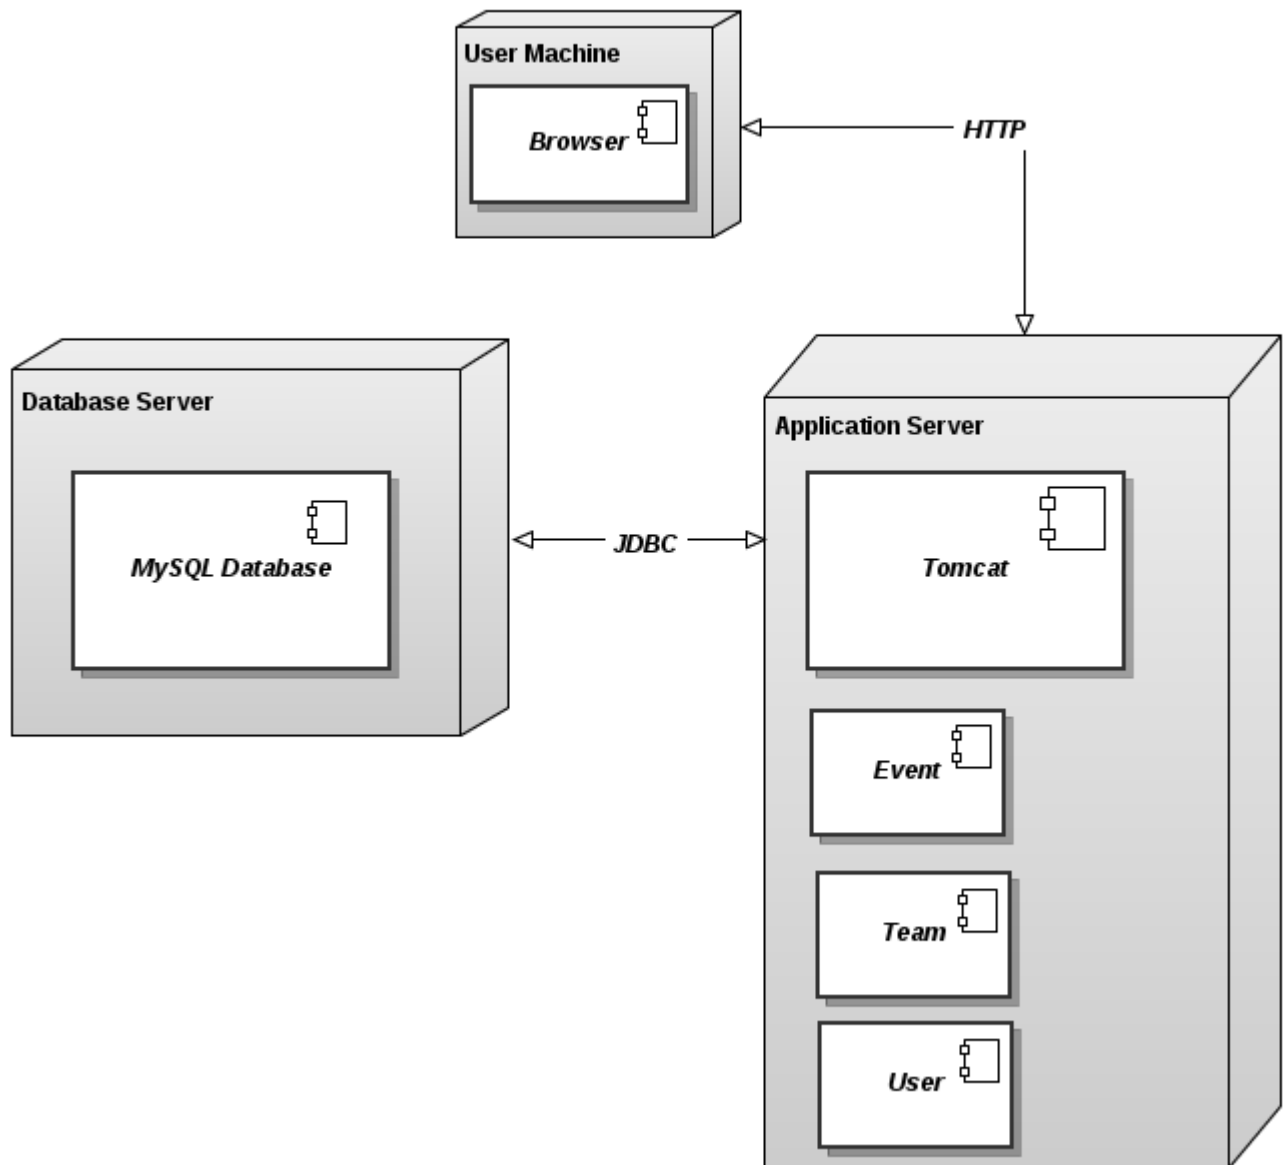 User Machine
Browser
HTTP
Database Server
MySQL Database
JDBC
Application Server
Tomcat
Event
Team
User